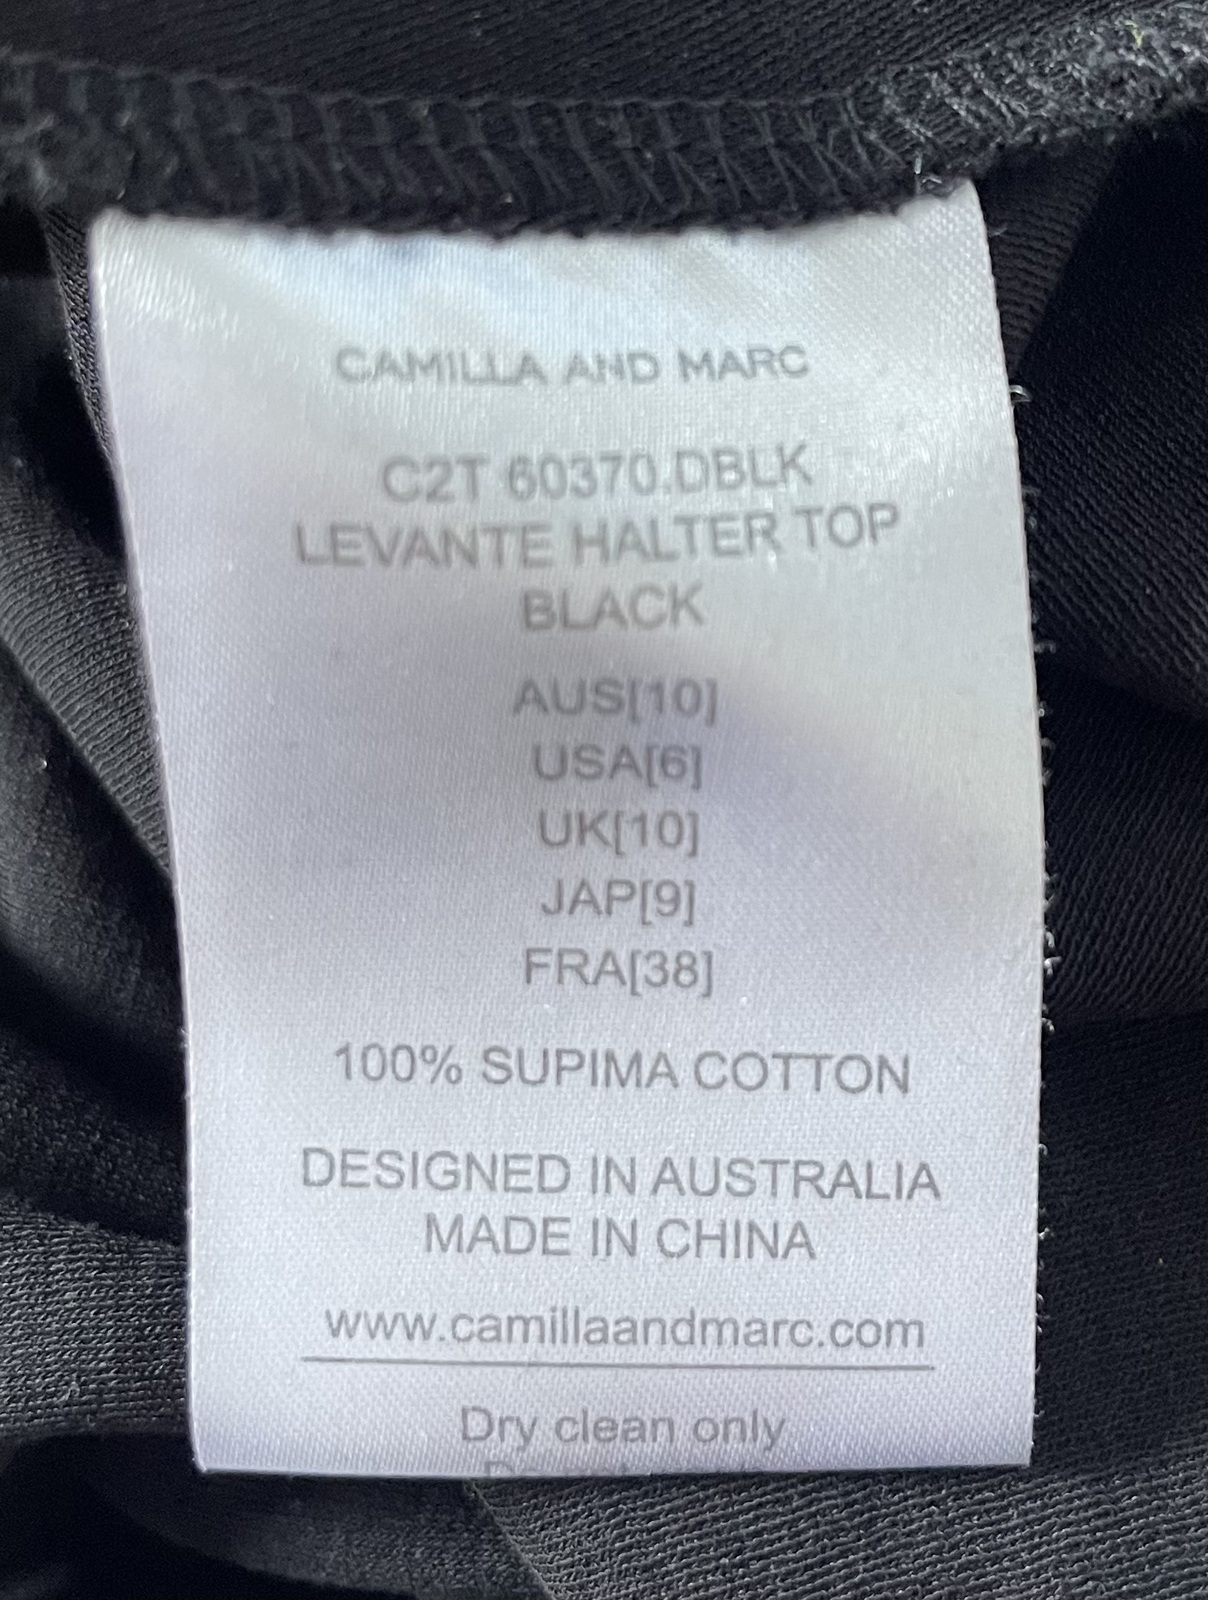 CAMILLA AND MARC
C2T 60370.DBLK
LEVANTE HALTER TOP
BLACK
AUS[10]
USA[6]
UK[10]
JAP[9]
FRA[38]
100% SUPIMA COTTON
DESIGNED IN AUSTRALIA
MADE IN CHINA
www.camillaandmarc.com
Dry clean only